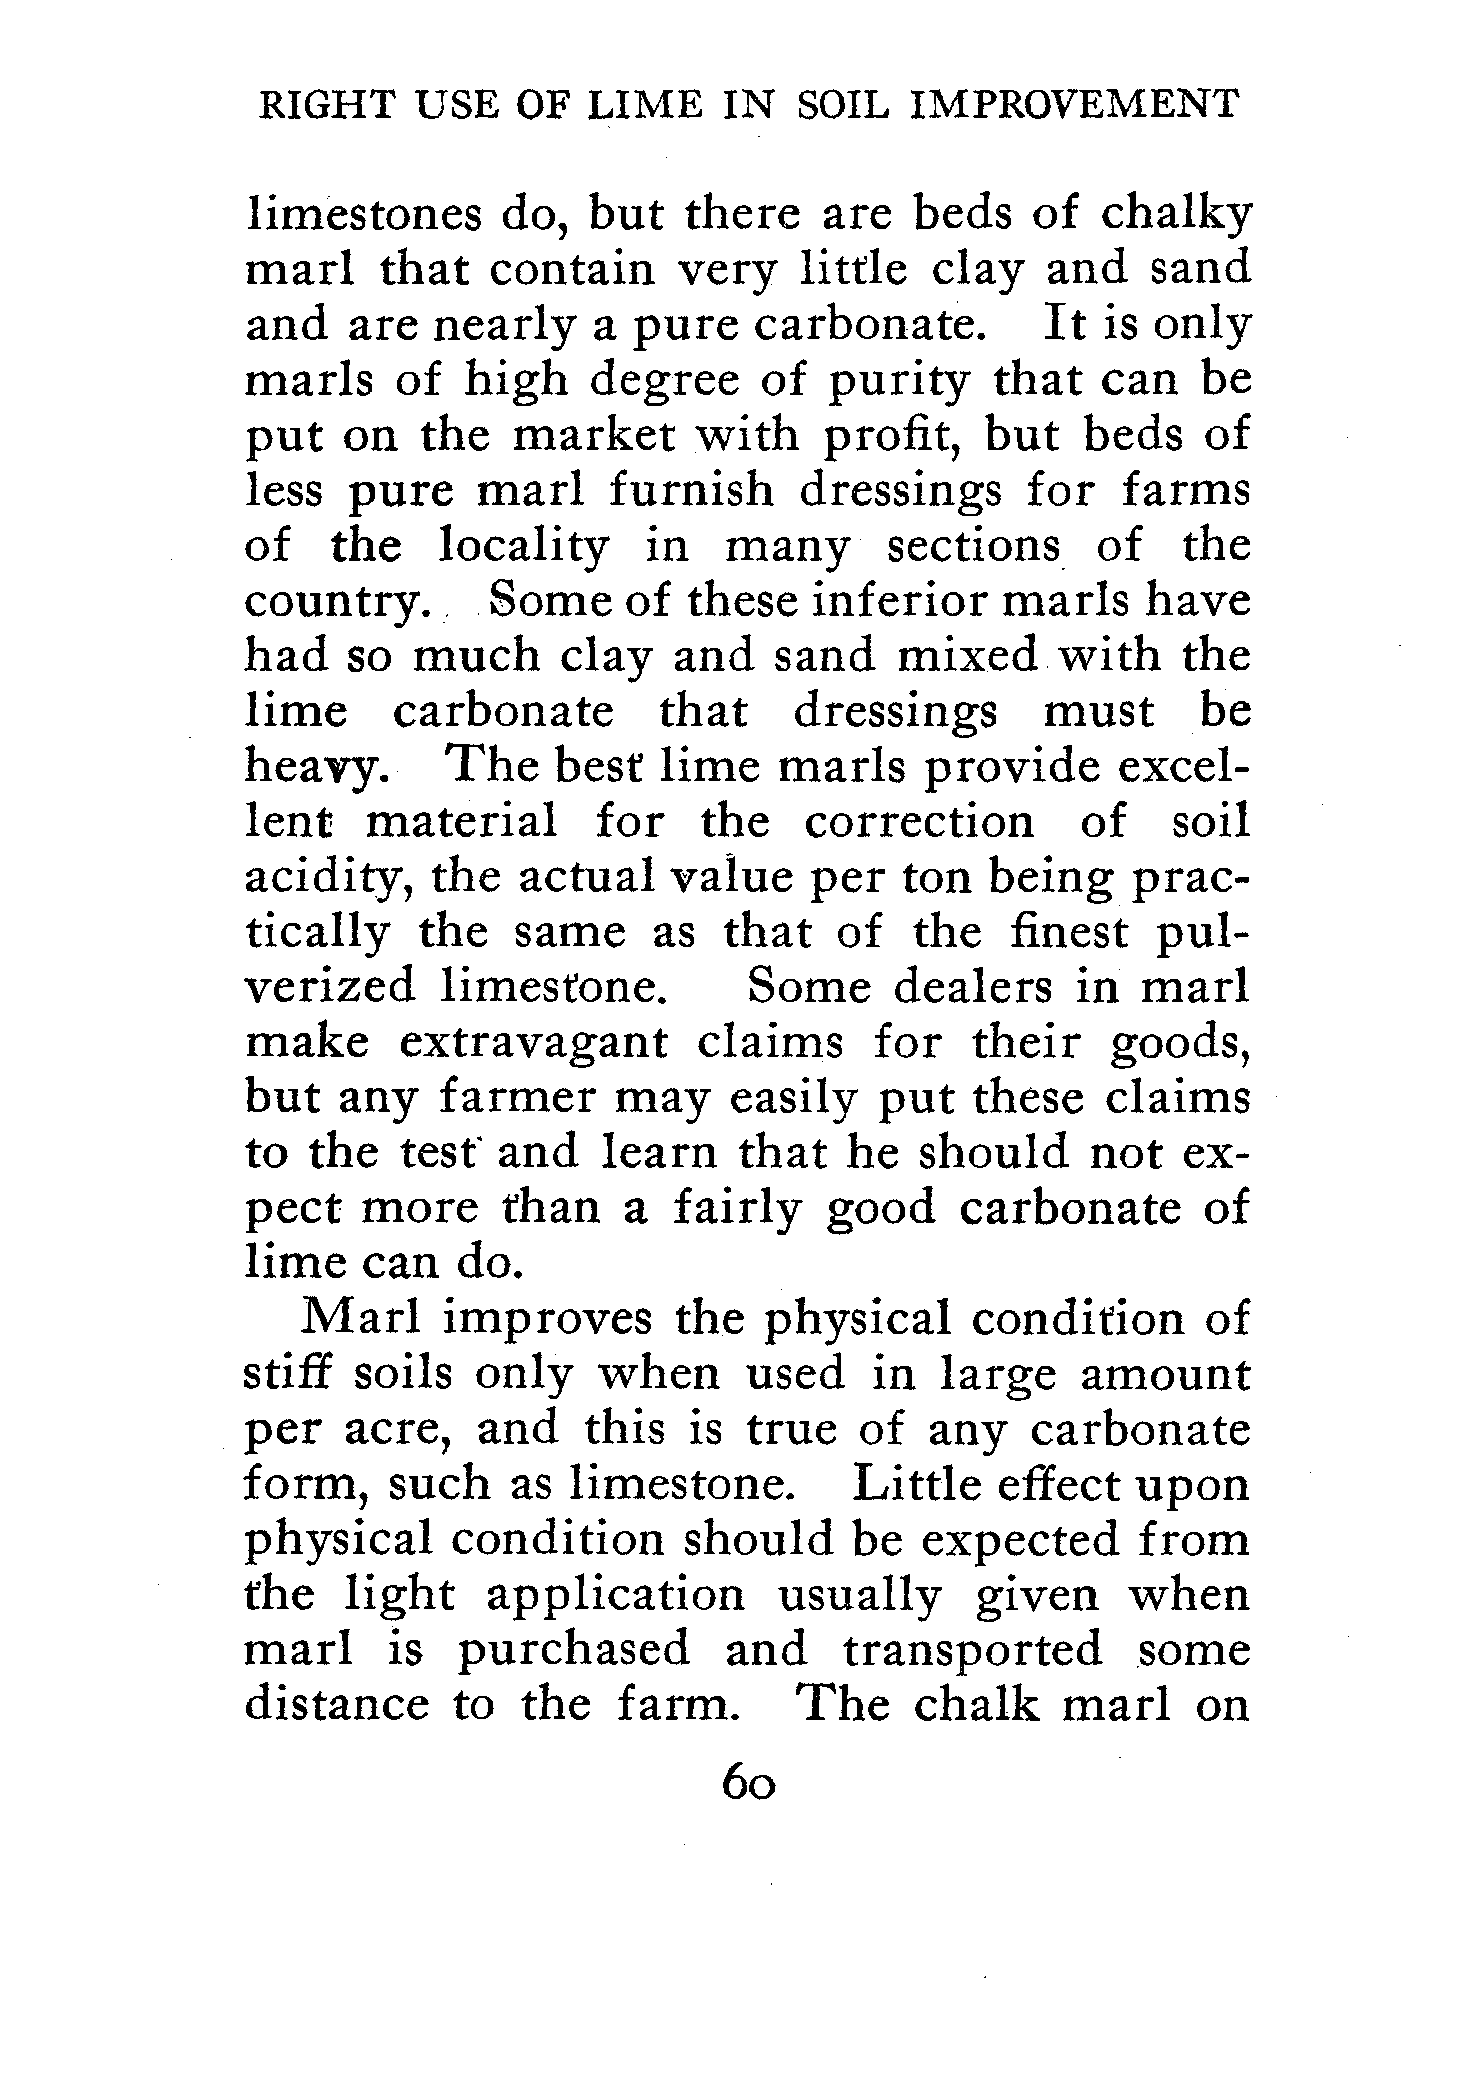 RIGHT USE OF LIME IN SOIL IMPROVEMENT
limestones do, but there are beds of chalky
marl that contain very little clay and sand
and are nearly a pure carbonate. It is only
marls of high degree of purity that can be
put on the market with profit, but beds of
less pure marl furnish dressings for farms
of the locality in many sections of the
country. Some of these inferior marls have
had so much clay and sand mixed with the
lime carbonate that dressings must be
heavy. The best lime marls provide excel-
lent material for the correction of soil
acidity, the actual value per ton being prac-
tically the same as that of the finest pul-
verized limestone. Some dealers in marl
make extravagant claims for their goods,
but any farmer may easily put these claims
to the test and learn that he should not ex-
pect more than a fairly good carbonate of
lime can do.
Marl improves the physical condition of
stiff soils only when used in large amount
per acre, and this is true of any carbonate
form, such as limestone. Little effect upon
physical condition should be expected from
the light application usually given when
marl is purchased and transported some
distance to the farm. The chalk marl on
60